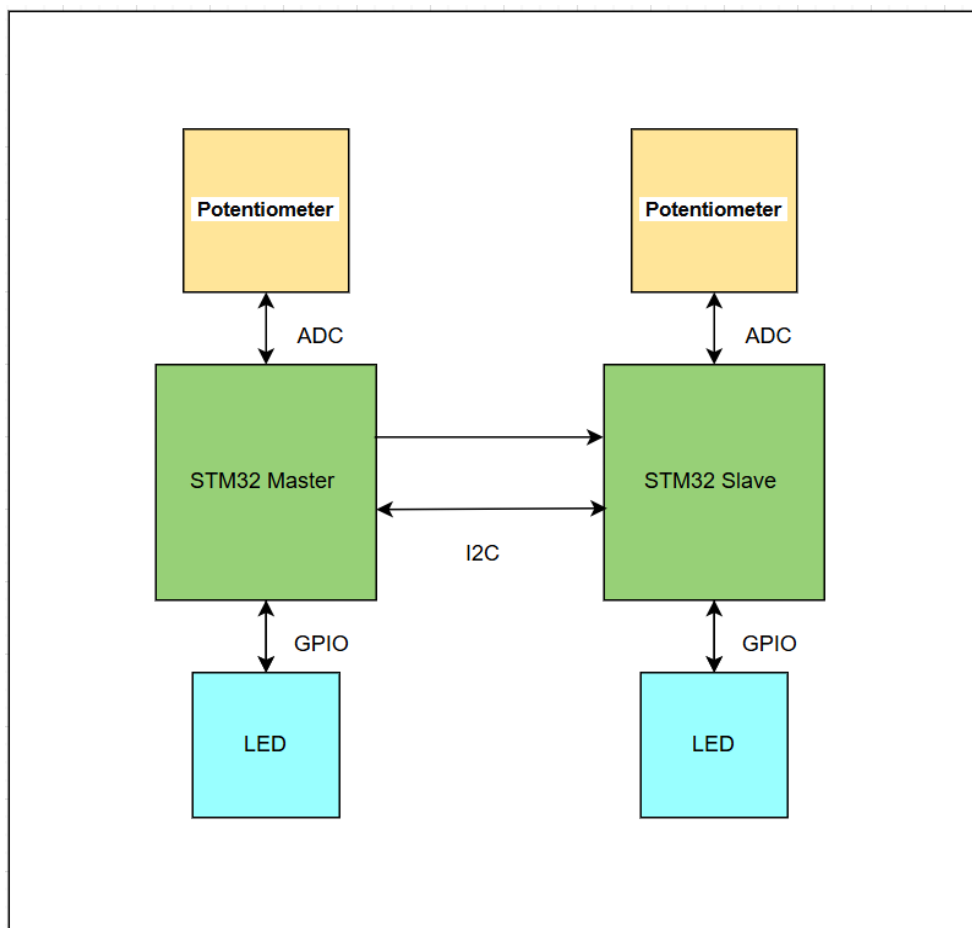 Potentiometer
Potentiometer
ADC
ADC
STM32 Master
STM32 Slave
I2C
GPIO
GPIO
LED
LED